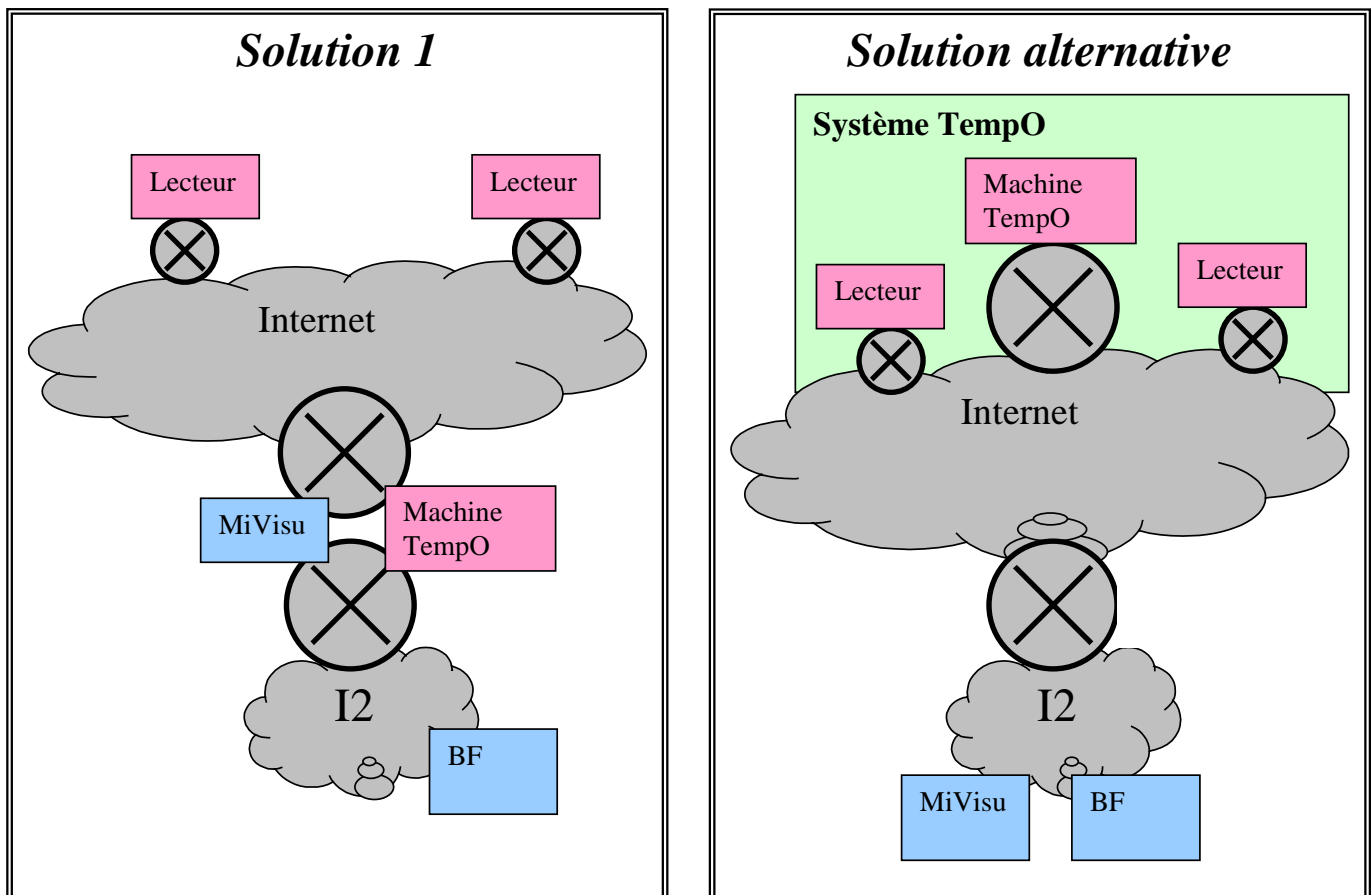 Solution 1
Lecteur
Lecteur
Internet
MiVisu
Machine
TempO
I2
BF
Solution alternative
Système TempO
Machine
TempO
Lecteur
Lecteur
Internet
I2
MiVisu
BF